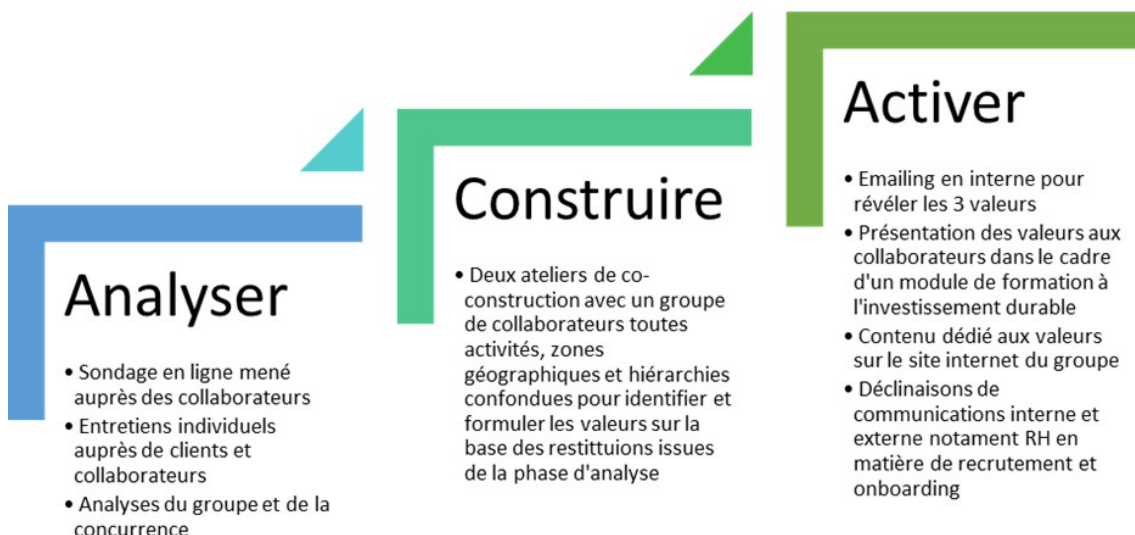 Analyser
• Sondage en ligne mené
auprès des collaborateurs
• Entretiens individuels
auprès de clients et
collaborateurs
• Analyses du groupe et de la
concurrence
Construire
• Deux ateliers de co-
construction avec un groupe
de collaborateurs toutes
activités, zones
géographiques et hiérarchies
confondues pour identifier et
formuler les valeurs sur la
base des restittuions issues
de la phase d'analyse
Activer
• Emailing en interne pour
révéler les 3 valeurs
• Présentation des valeurs aux
collaborateurs dans le cadre
d'un module de formation à
l'investissement durable
• Contenu dédié aux valeurs
sur le site internet du groupe
• Déclinaisons de
communications interne et
externe notament RH en
matière de recrutement et
onboarding